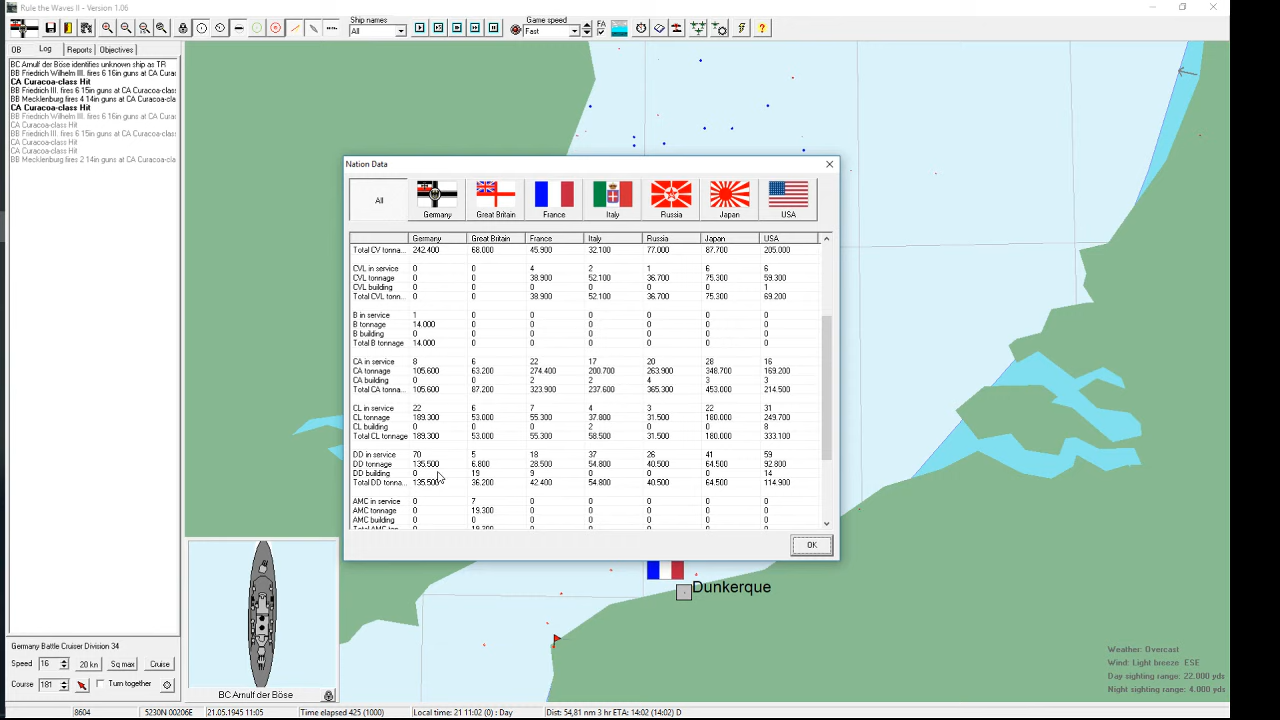 Rule the Waves II - Version 1.06
Ship names
All
Game speed
Fast
FA
OB Log Reports Objectives
BC Arnulf der Böse identifies unknown ship as TR
BB Friedrich Wilhelm III. fires 6 16in guns at CA Curac
CA Curacoa-class Hit
BB Friedrich III. fires 6 15in guns at CA Curacoa-class
BB Mecklenburg fires 4 14in guns at CA Curacoa-cla
CA Curacoa-class Hit
BB Friedrich Wilhelm III. fires 6 16in guns at CA Curac
CA Curacoa-class Hit
BB Friedrich III. fires 6 15in guns at CA Curacoa-class
CA Curacoa-class Hit
CA Curacoa-class Hit
BB Mecklenburg fires 2 14in guns at CA Curacoa-cla
Nation Data
All Germany Great Britain France Italy Russia Japan USA
Germany Great Britain France Italy Russia Japan USA
Total CV tonna... 242.400 68.000 45.900 32.100 77.000 87.700 205.000
CVL in service 0 0 4 2 1 6 6
CVL tonnage 0 0 38.900 52.100 36.700 75.300 59.300
CVL building 0 0 0 0 0 0 1
Total CVL tonn... 0 0 38.900 52.100 36.700 75.300 69.200
B in service 1 0 0 0 0 0 0
B tonnage 14.000 0 0 0 0 0 0
B building 0 0 0 0 0 0 0
Total B tonnage 14.000 0 0 0 0 0 0
CA in service 8 6 22 17 20 28 16
CA tonnage 105.600 63.200 274.400 200.700 263.900 348.700 169.200
CA building 0 0 2 2 4 3 3
Total CA tonna... 105.600 87.200 323.900 237.600 365.300 453.000 214.500
CL in service 22 6 7 4 3 22 31
CL tonnage 189.300 53.000 55.300 37.800 31.500 180.000 249.700
CL building 0 0 0 2 0 0 8
Total CL tonnage 189.300 53.000 55.300 58.500 31.500 180.000 333.100
DD in service 70 5 18 37 26 41 59
DD tonnage 135.500 6.800 28.500 54.800 40.500 64.500 92.800
DD building 0 19 9 0 0 0 14
Total DD tonna... 135.500 36.200 42.400 54.800 40.500 64.500 114.900
AMC in service 0 7 0 0 0 0 0
AMC tonnage 0 19.300 0 0 0 0 0
AMC building 0 0 0 0 0 0 0
Total AMC ton... 0 19.300 0 0 0 0 0
OK
Dunkerque
Germany Battle Cruiser Division 34
Speed 16 20 kn Sq max Cruise
Course 181 Turn together
BC Arnulf der Böse
Weather: Overcast
Wind: Light breeze ESE
Day sighting range: 22.000 yds
Night sighting range: 4.000 yds
8604 5230N 00206E 21.05.1945 11:05 Time elapsed 425 (1000) Local time: 21 11:02 (0) : Day Dist: 54,81 nm 3 hr ETA: 14:02 (14:02) D